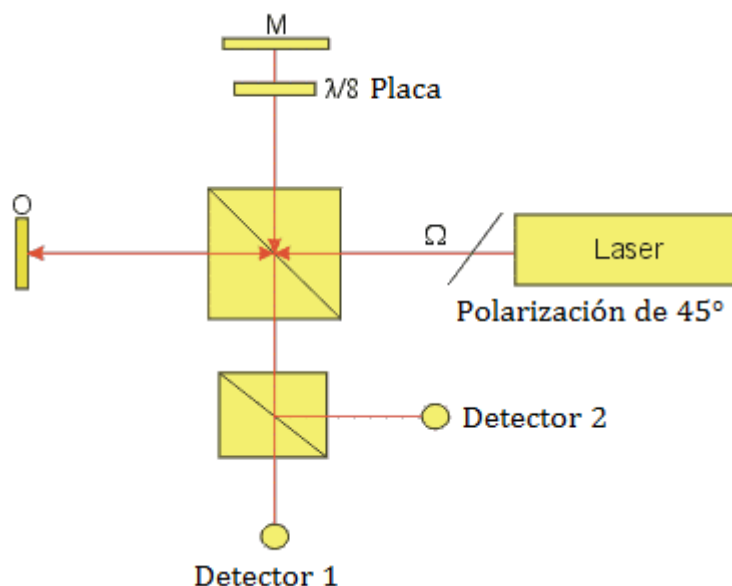 M
λ/8 Placa
O
Ω
Laser
Polarización de 45°
Detector 2
Detector 1